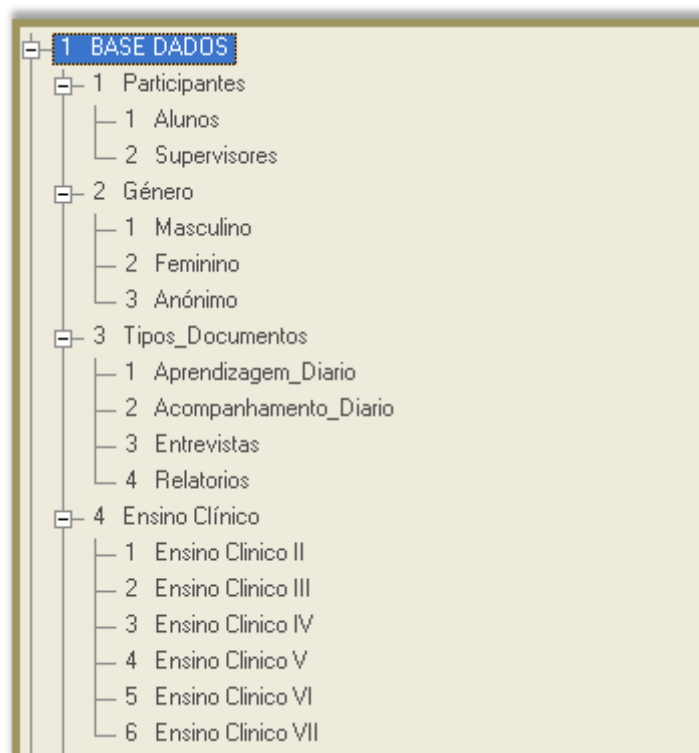 1 BASE DADOS
1 Participantes
1 Alunos
2 Supervisores
2 Género
1 Masculino
2 Feminino
3 Anónimo
3 Tipos_Documentos
1 Aprendizagem_Diario
2 Acompanhamento_Diario
3 Entrevistas
4 Relatorios
4 Ensino Clínico
1 Ensino Clinico II
2 Ensino Clinico III
3 Ensino Clinico IV
4 Ensino Clinico V
5 Ensino Clinico VI
6 Ensino Clinico VII